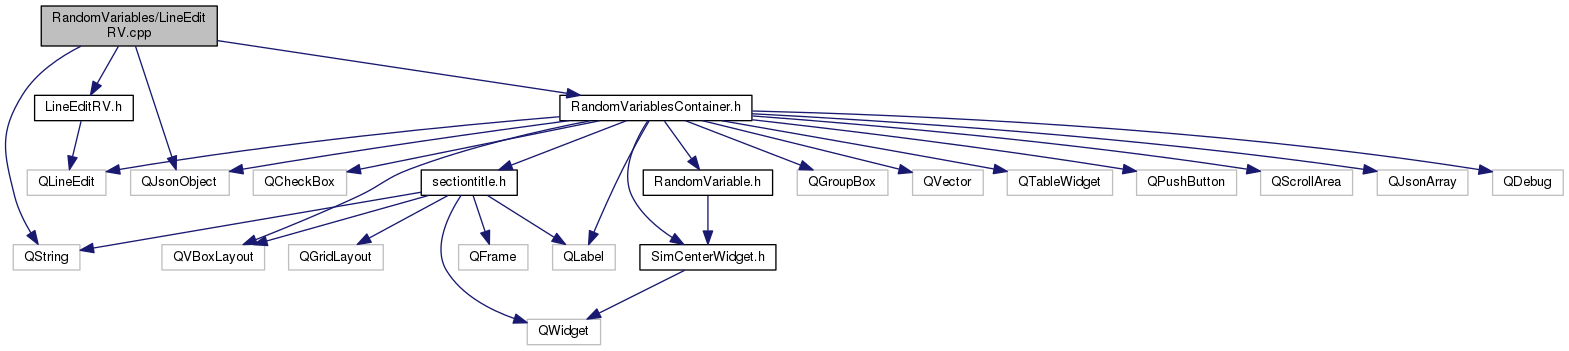 RandomVariables/LineEdit
RV.cpp
LineEditRV.h
RandomVariablesContainer.h
QLineEdit
QJsonObject
QCheckBox
sectiontitle.h
RandomVariable.h
QGroupBox
QVector
QTableWidget
QPushButton
QScrollArea
QJsonArray
QDebug
QString
QVBoxLayout
QGridLayout
QFrame
QLabel
SimCenterWidget.h
QWidget